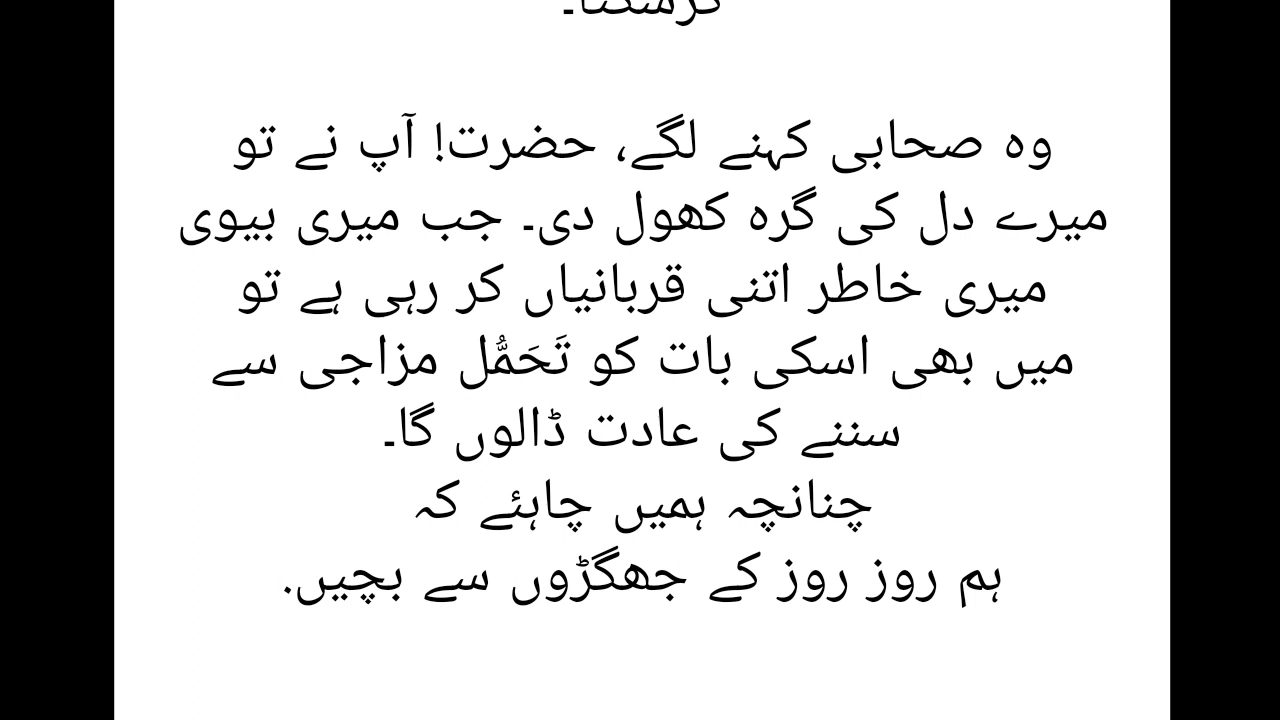 وہ صحابی کہنے لگے، حضرت! آپ نے تو
میرے دل کی گرہ کھول دی۔ جب میری بیوی
میری خاطر اتنی قربانیاں کر رہی ہے تو
میں بھی اسکی بات کو تَحَمُّل مزاجی سے
سننے کی عادت ڈالوں گا۔
چنانچہ ہمیں چاہئے کہ
ہم روز روز کے جھگڑوں سے بچیں.